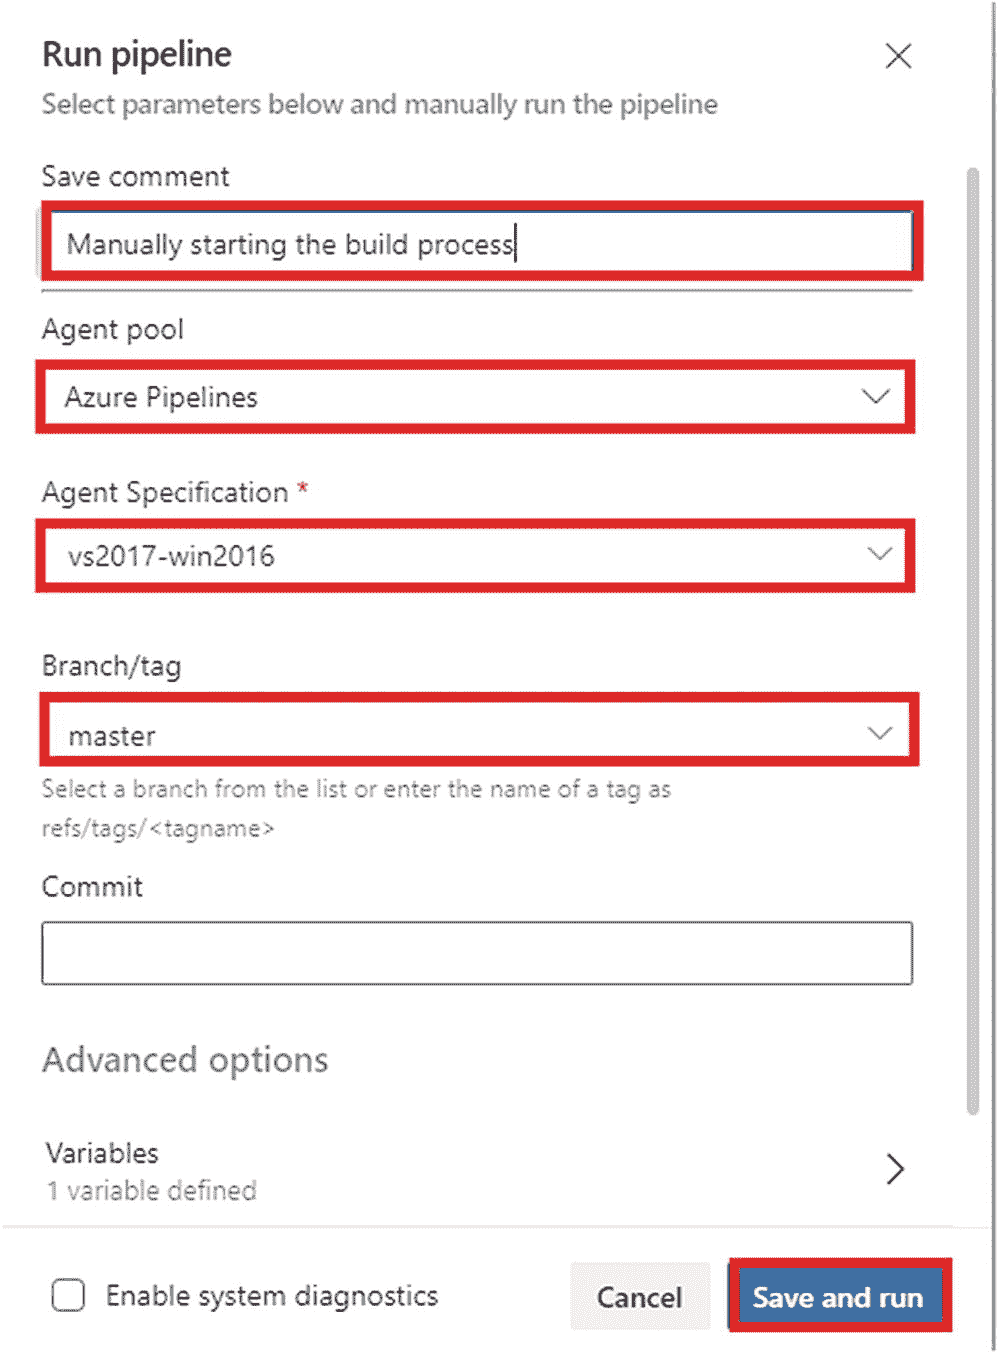 Run pipeline
Select parameters below and manually run the pipeline
Save comment
Manually starting the build process
Agent pool
Azure Pipelines
Agent Specification *
vs2017-win2016
Branch/tag
master
Select a branch from the list or enter the name of a tag as
refs/tags/<tagname>
Commit
Advanced options
Variables
1 variable defined
Enable system diagnostics
Cancel
Save and run